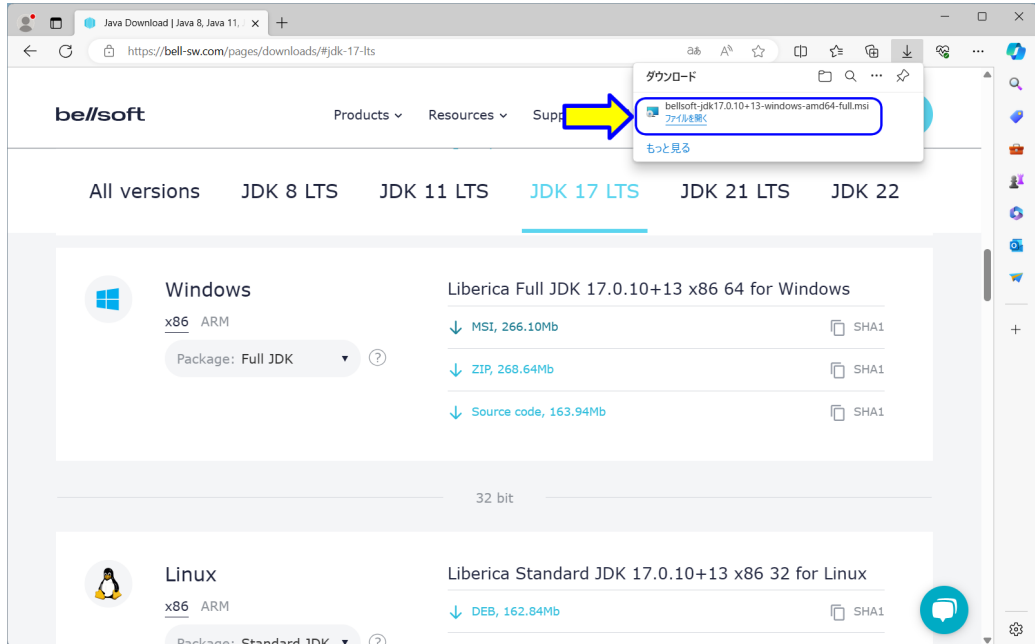 Java Download | Java 8, Java 11,
https://bell-sw.com/pages/downloads/#jdk-17-lts
ダウンロード
bellsoft-jdk17.0.10+13-windows-amd64-full.msi
ファイルを開く
もっと見る
bellsoft
Products
Resources
Supp
All versions
JDK 8 LTS
JDK 11 LTS
JDK 17 LTS
JDK 21 LTS
JDK 22
Windows
x86 ARM
Package: Full JDK
?
Liberica Full JDK 17.0.10+13 x86 64 for Windows
MSI, 266.10Mb
SHA1
ZIP, 268.64Mb
SHA1
Source code, 163.94Mb
SHA1
32 bit
Linux
x86 ARM
Package: Standard JDK
?
Liberica Standard JDK 17.0.10+13 x86 32 for Linux
DEB, 162.84Mb
SHA1